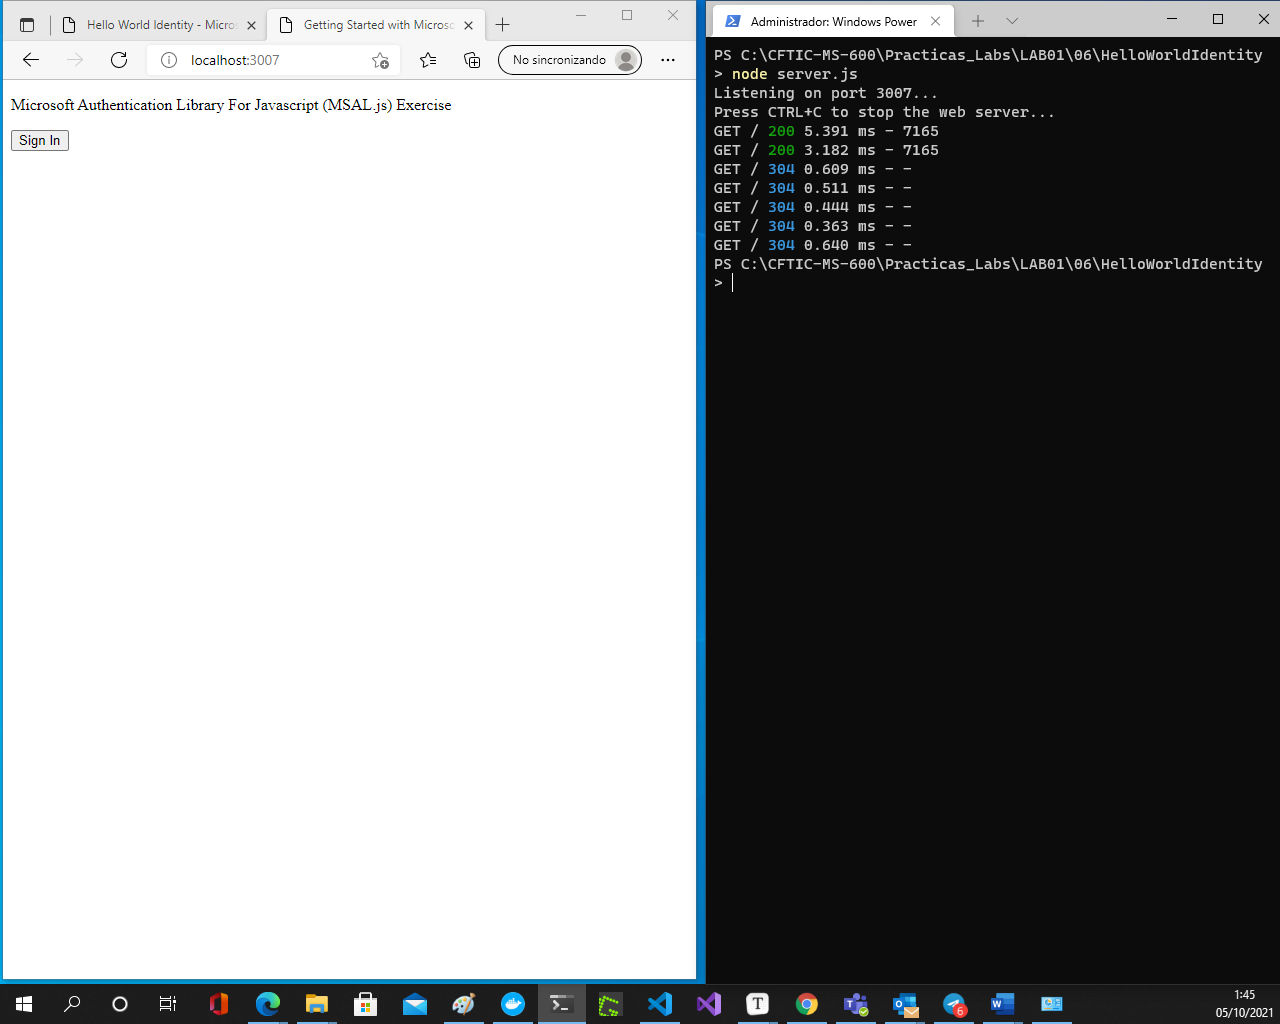 Hello World Identity - Micros
Getting Started with Microsc
localhost:3007
No sincronizando
Microsoft Authentication Library For Javascript (MSAL.js) Exercise
Sign In
Administrador: Windows Power
PS C:\CFTIC-MS-600\Practicas_Labs\LAB01\06\HelloWorldIdentity
> node server.js
Listening on port 3007...
Press CTRL+C to stop the web server...
GET / 200 5.391 ms - 7165
GET / 200 3.182 ms - 7165
GET / 304 0.609 ms - -
GET / 304 0.511 ms - -
GET / 304 0.444 ms - -
GET / 304 0.363 ms - -
GET / 304 0.640 ms - -
PS C:\CFTIC-MS-600\Practicas_Labs\LAB01\06\HelloWorldIdentity
>
T
6
1:45
05/10/2021